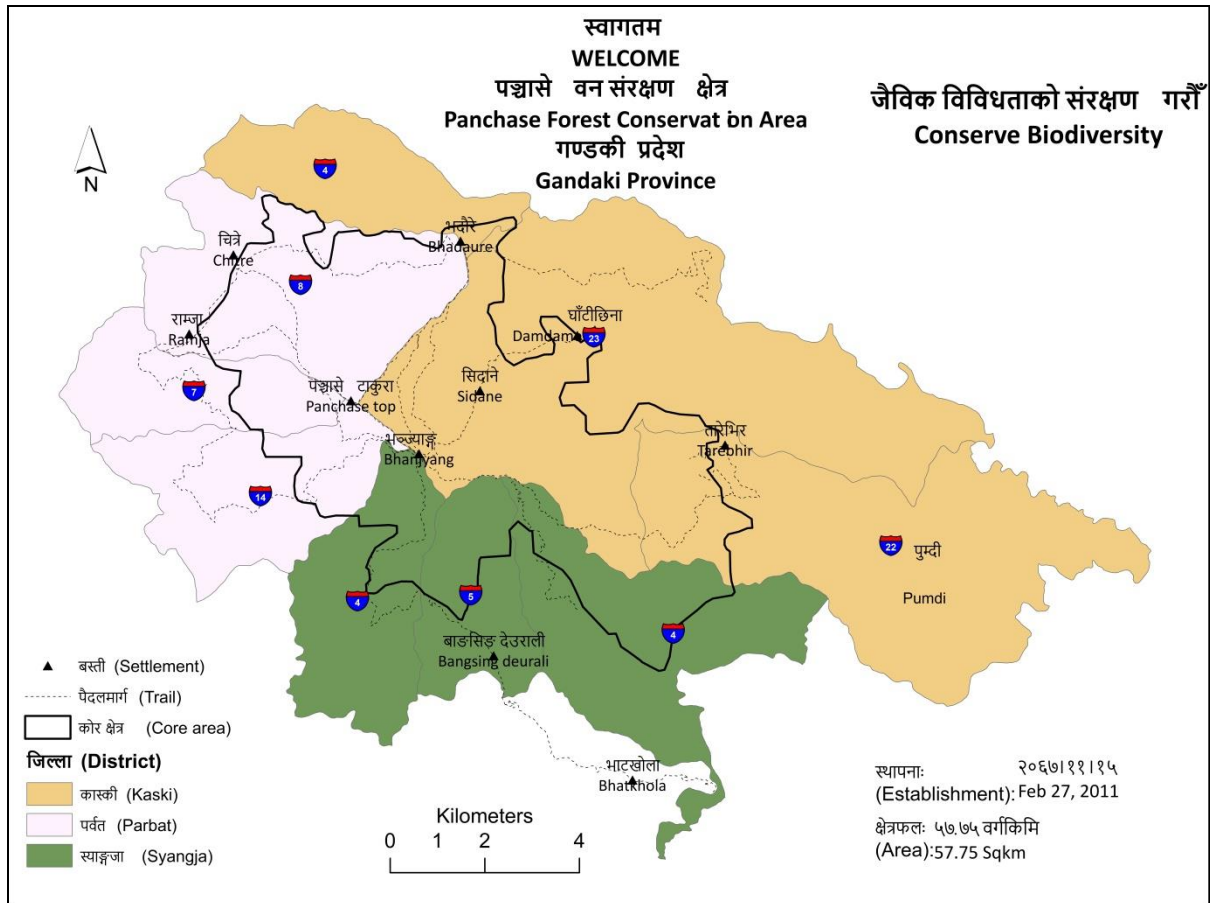 स्वागतम
WELCOME
पञ्चासे वन संरक्षण क्षेत्र
Panchase Forest Conservation Area
गण्डकी प्रदेश
Gandaki Province
जैविक विविधताको संरक्षण गरौँ
Conserve Biodiversity
N
4
भदौरे
Bhadaure
चित्रे
Chitre
8
घाँटीछिना
Damdame
23
राम्जा
Ramja
7
सिदाने
Sidane
पञ्चासे टाकुरा
Panchase top
भञ्ज्याङ्ग
Bhanjyang
तारेभिर
Tarebhir
14
22
पुम्दी
Pumdi
4
5
4
बाङसिङ देउराली
Bangsing deurali
भाटखोला
Bhatkhola
बस्ती (Settlement)
पैदलमार्ग (Trail)
कोर क्षेत्र (Core area)
जिल्ला (District)
कास्की (Kaski)
पर्वत (Parbat)
स्याङ्गजा (Syangja)
Kilometers
0 1 2 4
स्थापनाः २०६७।११।१५
(Establishment): Feb 27, 2011
क्षेत्रफलः ५७.७५ वर्गकिमि
(Area):57.75 Sqkm